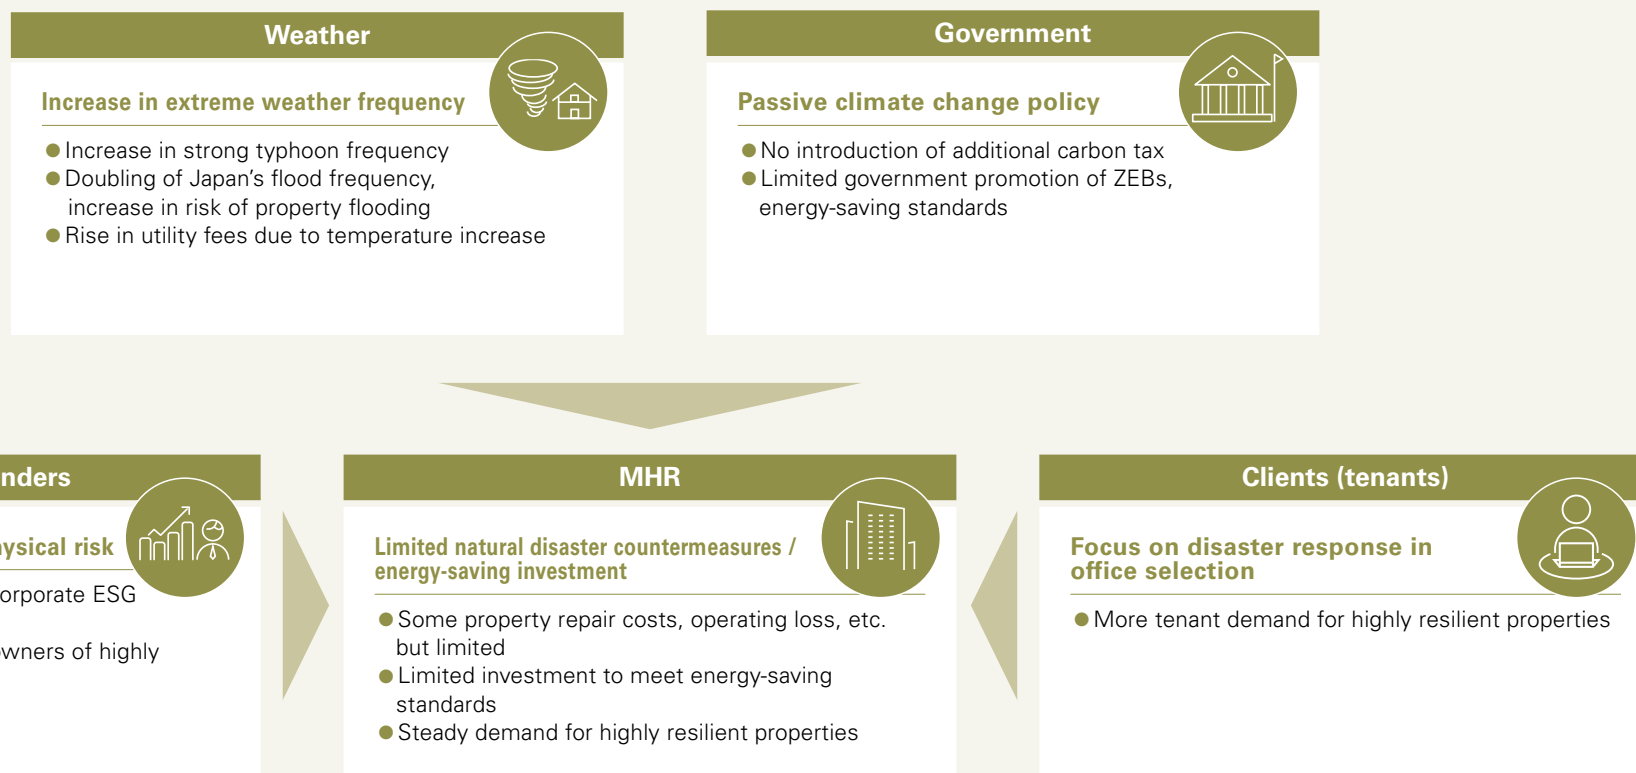 Weather
Increase in extreme weather frequency
● Increase in strong typhoon frequency
● Doubling of Japan's flood frequency,
increase in risk of property flooding
● Rise in utility fees due to temperature increase
Government
Passive climate change policy
● No introduction of additional carbon tax
● Limited government promotion of ZEBs,
energy-saving standards
risk
ESG
owners of highly
MHR
Limited natural disaster countermeasures /
energy-saving investment
● Some property repair costs, operating loss, etc.
but limited
● Limited investment to meet energy-saving
standards
● Steady demand for highly resilient properties
Clients (tenants)
Focus on disaster response in
office selection
● More tenant demand for highly resilient properties